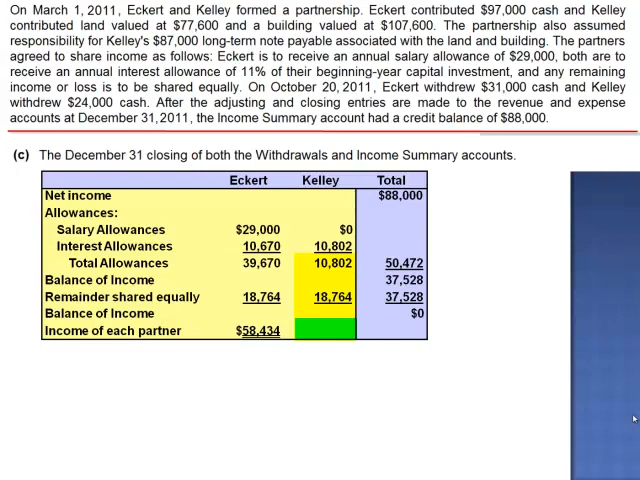 On March 1, 2011, Eckert and Kelley formed a partnership. Eckert contributed $97,000 cash and Kelley
contributed land valued at $77,600 and a building valued at $107,600. The partnership also assumed
responsibility for Kelley's $87,000 long-term note payable associated with the land and building. The partners
agreed to share income as follows: Eckert is to receive an annual salary allowance of $29,000, both are to
receive an annual interest allowance of 11% of their beginning-year capital investment, and any remaining
income or loss is to be shared equally. On October 20, 2011, Eckert withdrew $31,000 cash and Kelley
withdrew $24,000 cash. After the adjusting and closing entries are made to the revenue and expense
accounts at December 31, 2011, the Income Summary account had a credit balance of $88,000.
(c) The December 31 closing of both the Withdrawals and Income Summary accounts.
Eckert Kelley Total
Net income $88,000
Allowances:
Salary Allowances $29,000 $0
Interest Allowances 10,670 10,802
Total Allowances 39,670 10,802 50,472
Balance of Income 37,528
Remainder shared equally 18,764 18,764 37,528
Balance of Income $0
Income of each partner $58,434